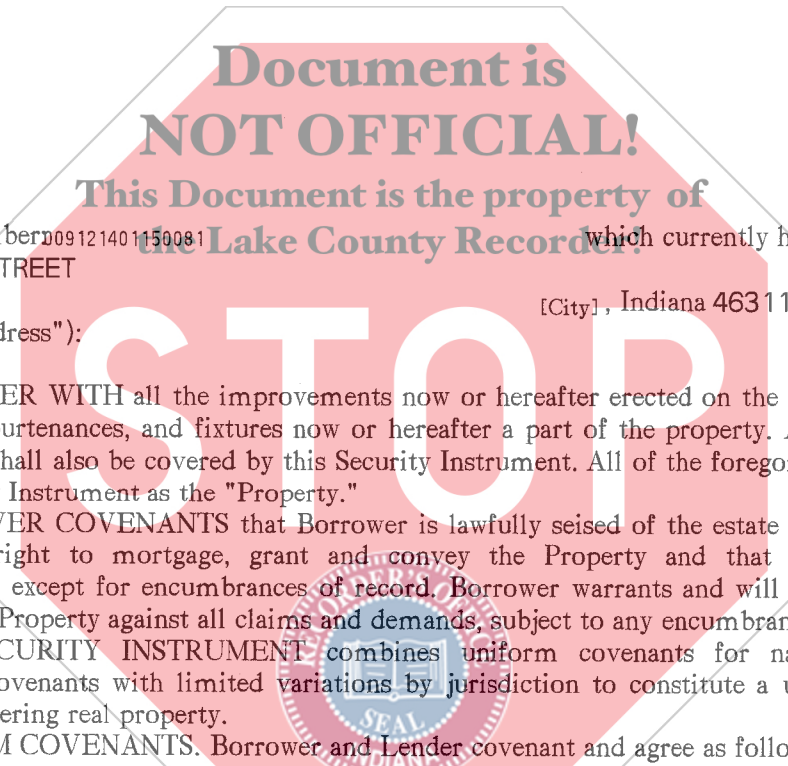 Document is
NOT OFFICIAL!
This Document is the property of
the Lake County Recorder!
ber: D09121401150081 which currently h
TREET
[City], Indiana 46311
dress"):
STOP
ER WITH all the improvements now or hereafter erected on the
urtenances, and fixtures now or hereafter a part of the property. A
hall also be covered by this Security Instrument. All of the forego
Instrument as the "Property."
VER COVENANTS that Borrower is lawfully seised of the estate
right to mortgage, grant and convey the Property and that
except for encumbrances of record. Borrower warrants and will
Property against all claims and demands, subject to any encumbran
CURITY INSTRUMENT combines uniform covenants for na
ovenants with limited variations by jurisdiction to constitute a u
ering real property.
M COVENANTS. Borrower and Lender covenant and agree as follo
RECORDER'S OFFICE
SEAL
INDIANA